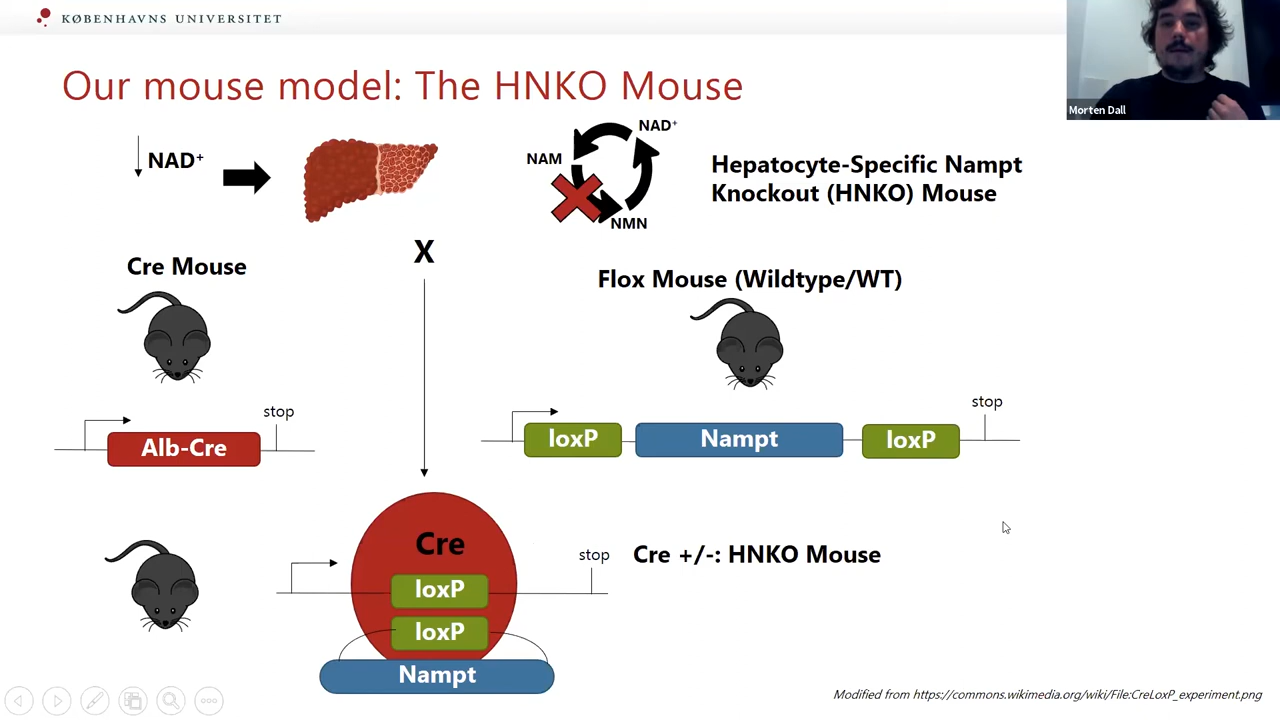 KØBENHAVNS UNIVERSITET
Morten Dall
Our mouse model: The HNKO Mouse
NAD⁺
NAD⁺
NAM
NMN
Hepatocyte-Specific Nampt
Knockout (HNKO) Mouse
X
Cre Mouse
Flox Mouse (Wildtype/WT)
stop
Alb-Cre
stop
loxP
Nampt
loxP
Cre
stop
Cre +/-: HNKO Mouse
loxP
loxP
Nampt
Modified from https://commons.wikimedia.org/wiki/File:CreLoxP_experiment.png